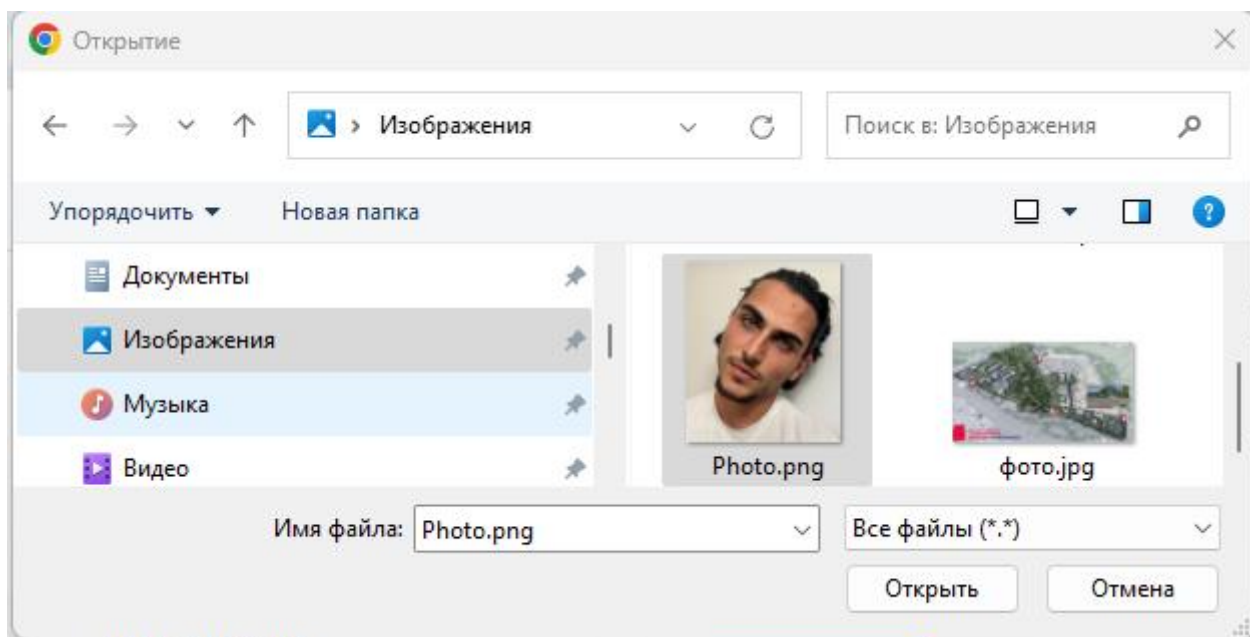 Открытие
Изображения
Поиск в: Изображения
Упорядочить
Новая папка
Документы
Изображения
Музыка
Видео
Photo.png
фото.jpg
Имя файла: Photo.png
Все файлы (*.*)
Открыть
Отмена